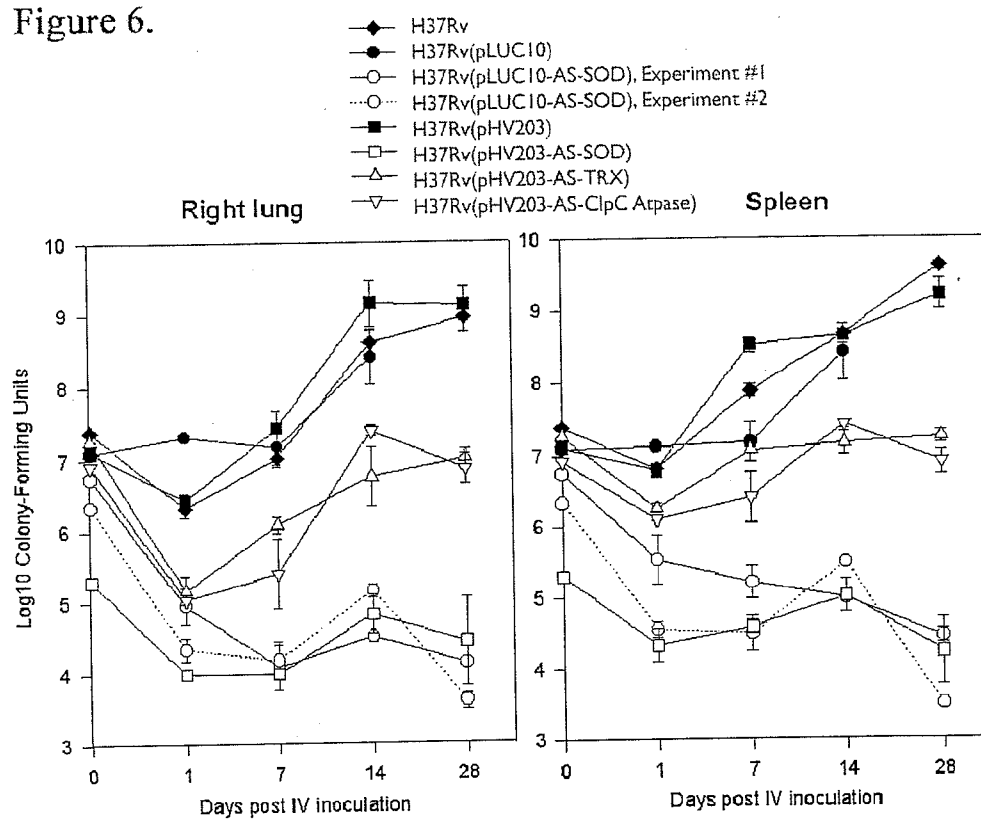 Figure 6.
H37Rv
H37Rv(pLUC10)
H37Rv(pLUC10-AS-SOD), Experiment #1
H37Rv(pLUC10-AS-SOD), Experiment #2
H37Rv(pHV203)
H37Rv(pHV203-AS-SOD)
H37Rv(pHV203-AS-TRX)
H37Rv(pHV203-AS-ClpC Atpase)
Right lung
Spleen
Log10 Colony-Forming Units
10
9
8
7
6
5
4
3
0
1
7
14
28
Days post IV inoculation
10
9
8
7
6
5
4
3
0
1
7
14
28
Days post IV inoculation